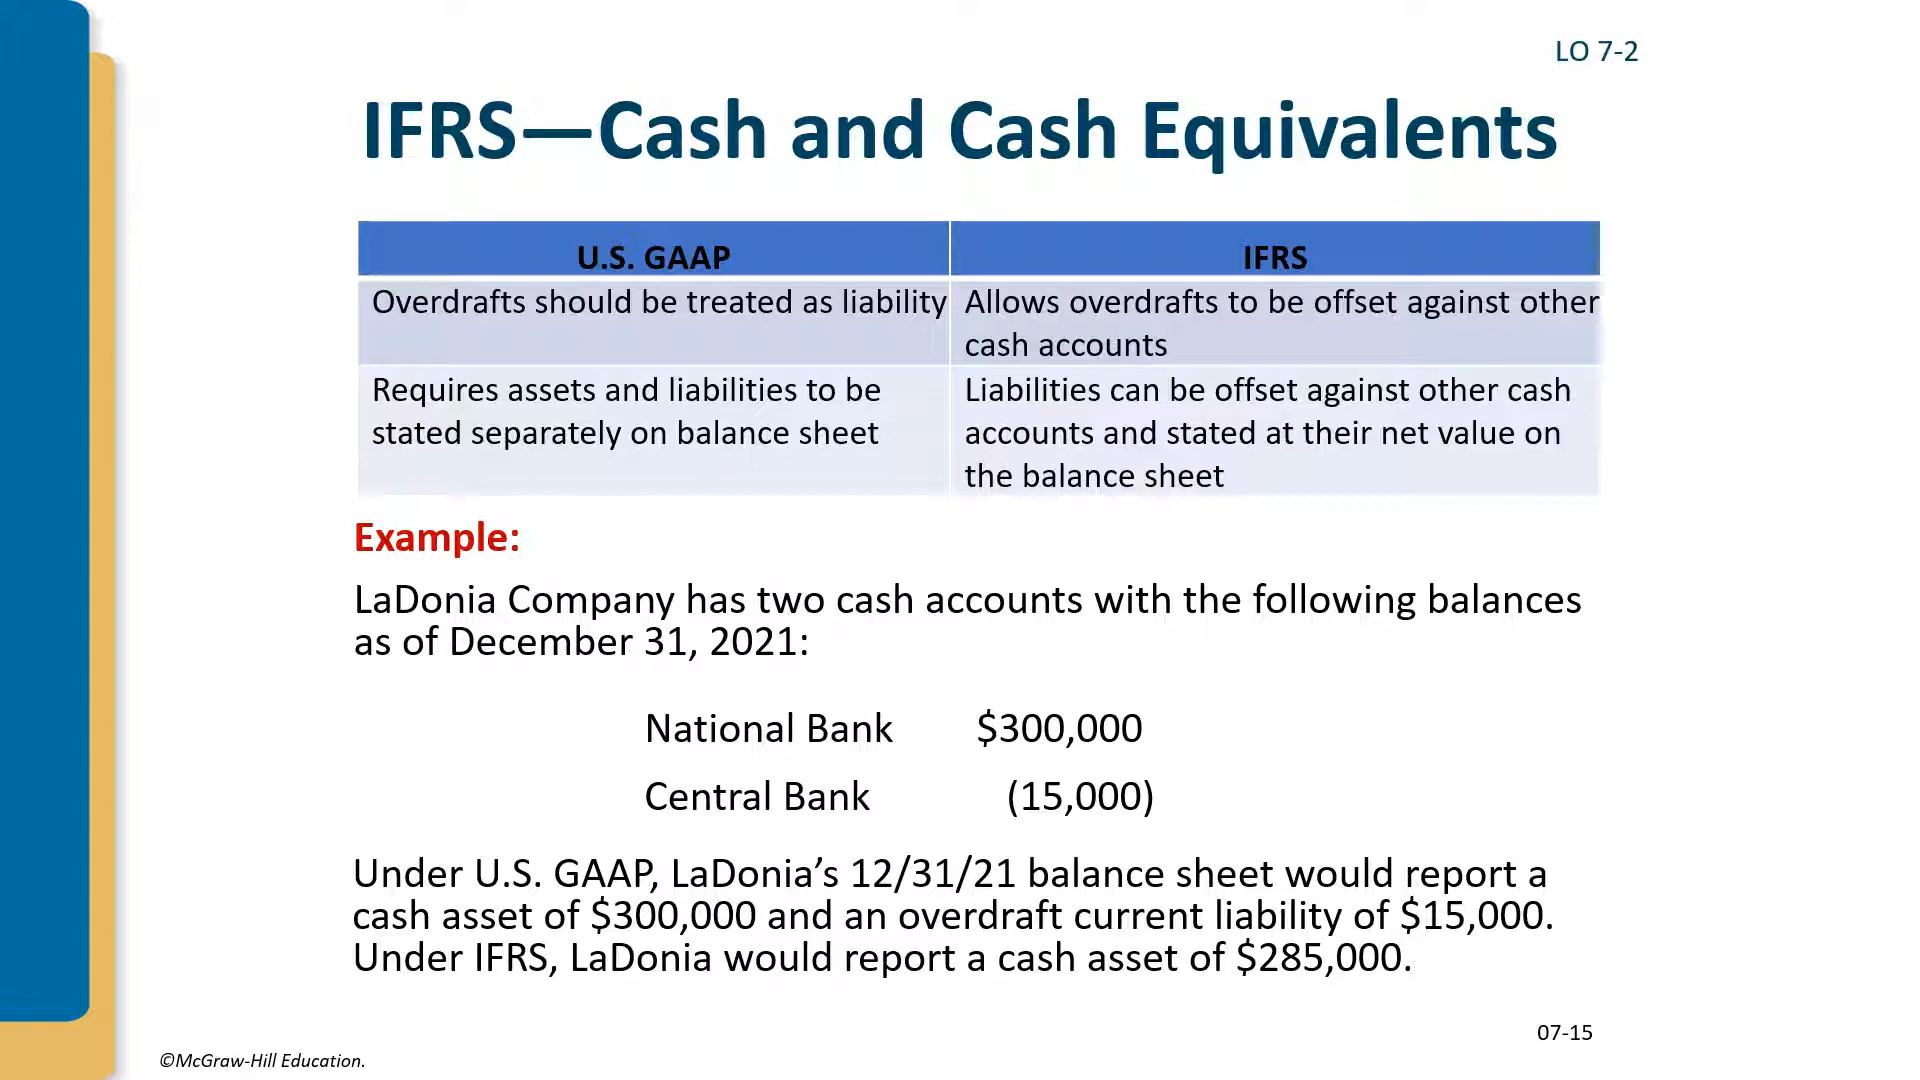 LO 7-2
IFRS—Cash and Cash Equivalents
U.S. GAAP
IFRS
Overdrafts should be treated as liability
Allows overdrafts to be offset against other
cash accounts
Requires assets and liabilities to be
stated separately on balance sheet
Liabilities can be offset against other cash
accounts and stated at their net value on
the balance sheet
Example:
LaDonia Company has two cash accounts with the following balances
as of December 31, 2021:
National Bank $300,000
Central Bank (15,000)
Under U.S. GAAP, LaDonia’s 12/31/21 balance sheet would report a
cash asset of $300,000 and an overdraft current liability of $15,000.
Under IFRS, LaDonia would report a cash asset of $285,000.
07-15
©McGraw-Hill Education.